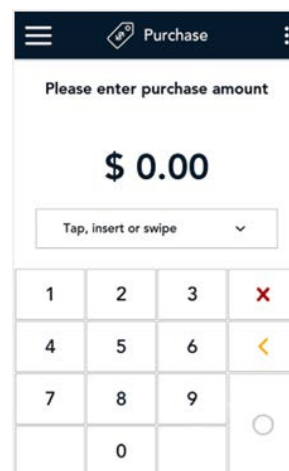 Purchase
Please enter purchase amount
$ 0.00
Tap, insert or swipe
1 2 3
4 5 6
7 8 9
0